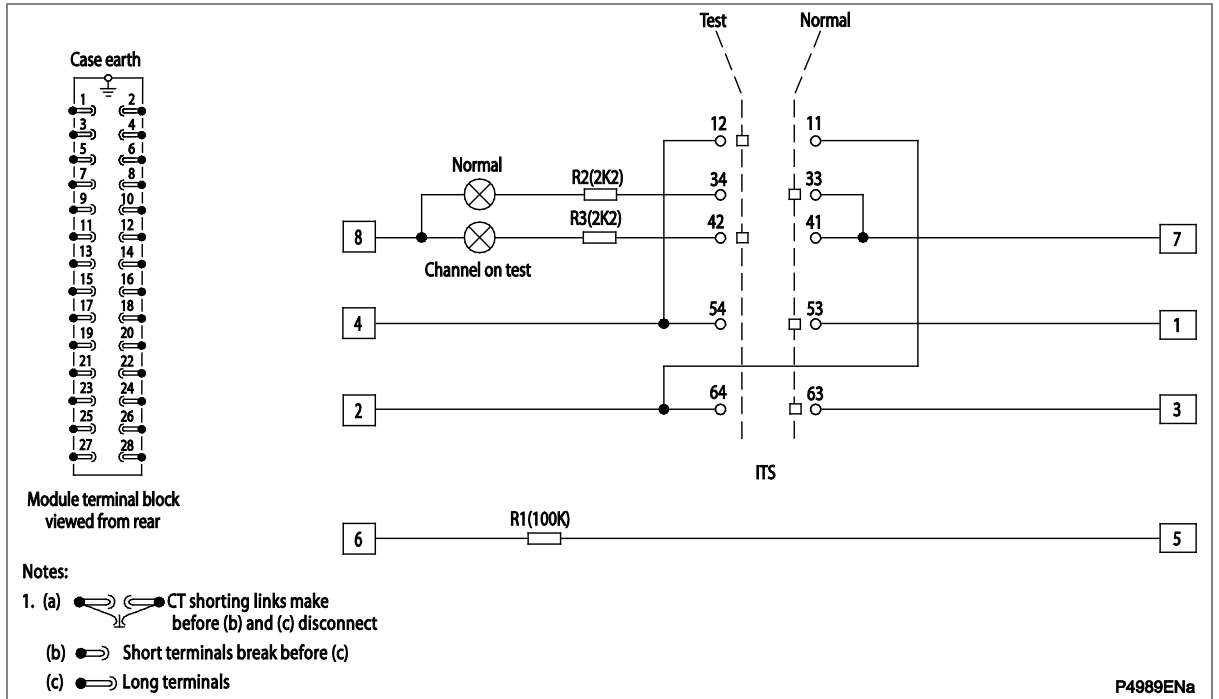 Test Normal
Case earth
1 2
3 4
5 6
7 8
9 10
11 12
13 14
15 16
17 18
19 20
21 22
23 24
25 26
27 28
Module terminal block
viewed from rear
12 11
Normal R2(2K2) 34 33
8 R3(2K2) 42 41 7
Channel on test
4 54 53 1
2 64 63 3
ITS
6 R1(100K) 5
Notes:
1. (a) CT shorting links make
before (b) and (c) disconnect
(b) Short terminals break before (c)
(c) Long terminals
P4989ENa